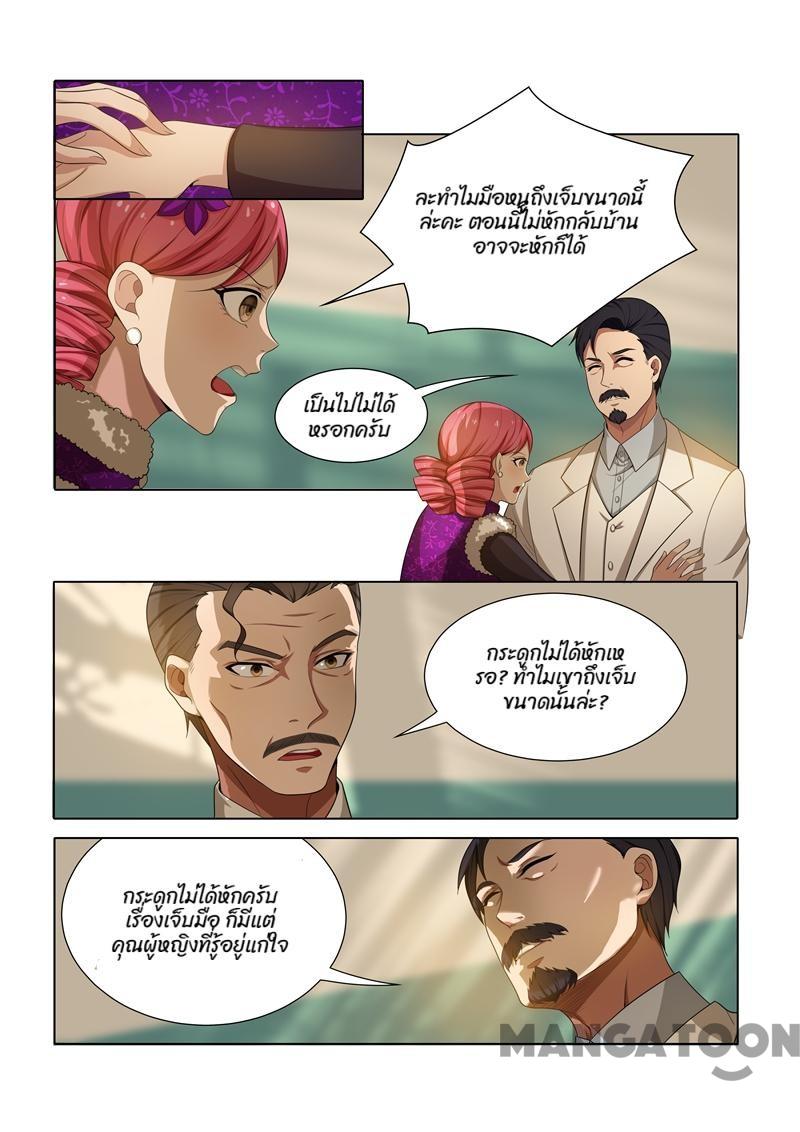 ละทำไมมือหนูถึงเจ็บขนาดนี้
ล่ะคะ ตอนนี้ไม่หักกลับบ้าน
อาจจะหักก็ได้
เป็นไปไม่ได้
หรอกครับ
กระดูกไม่ได้หักเห
รอ? ทำไมเขาถึงเจ็บ
ขนาดนั้นล่ะ?
กระดูกไม่ได้หักครับ
เรื่องเจ็บมือ ก็มีแต่
คุณผู้หญิงที่รู้อยู่แก่ใจ
MANGATOON